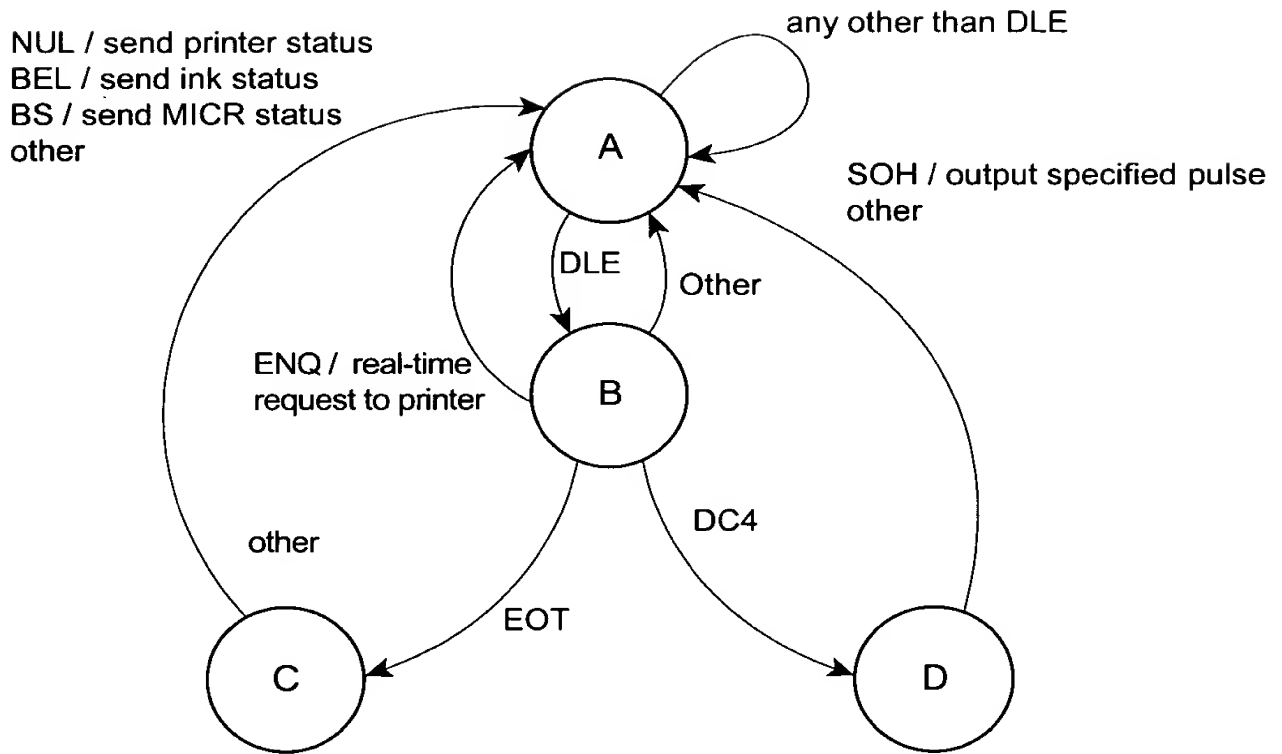 any other than DLE
NUL / send printer status
BEL / send ink status
BS / send MICR status
other
A
SOH / output specified pulse
other
DLE
Other
ENQ / real-time
request to printer
B
DC4
other
EOT
C
D